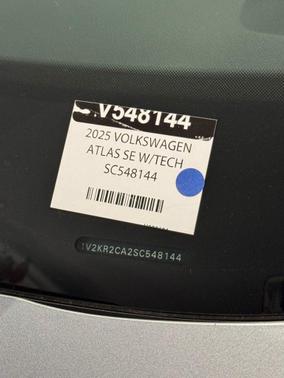 V548144
2025 VOLKSWAGEN
ATLAS SE W/TECH
SC548144
1V2KR2CA2SC548144